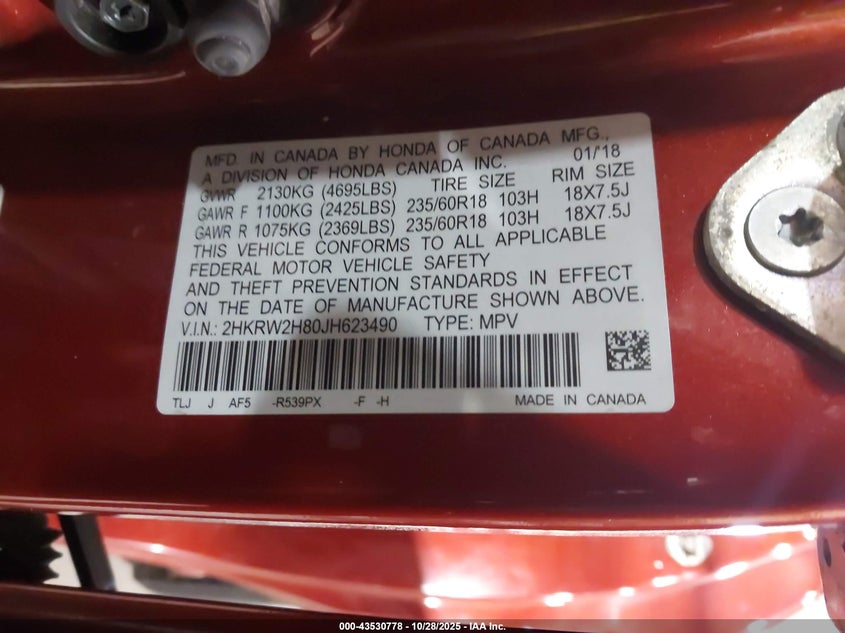 MFD. IN CANADA BY HONDA OF CANADA MFG.,
A DIVISION OF HONDA CANADA INC. 01/18
GVWR 2130KG (4695LBS) TIRE SIZE RIM SIZE
GAWR F 1100KG (2425LBS) 235/60R18 103H 18X7.5J
GAWR R 1075KG (2369LBS) 235/60R18 103H 18X7.5J
THIS VEHICLE CONFORMS TO ALL APPLICABLE
FEDERAL MOTOR VEHICLE SAFETY
AND THEFT PREVENTION STANDARDS IN EFFECT
ON THE DATE OF MANUFACTURE SHOWN ABOVE.
V.I.N.: 2HKRW2H80JH623490 TYPE: MPV
TLJ J AF5 -R539PX -F -H MADE IN CANADA
000-43530778 - 10/28/2025 - IAA Inc.